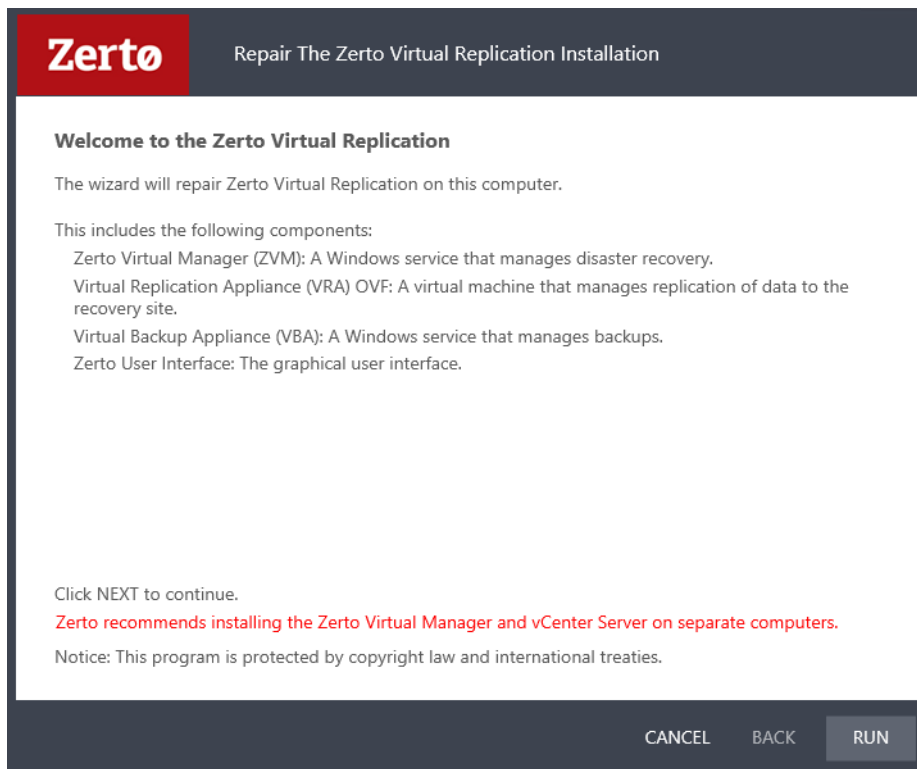 Zertø
Repair The Zerto Virtual Replication Installation
Welcome to the Zerto Virtual Replication
The wizard will repair Zerto Virtual Replication on this computer.
This includes the following components:
Zerto Virtual Manager (ZVM): A Windows service that manages disaster recovery.
Virtual Replication Appliance (VRA) OVF: A virtual machine that manages replication of data to the
recovery site.
Virtual Backup Appliance (VBA): A Windows service that manages backups.
Zerto User Interface: The graphical user interface.
Click NEXT to continue.
Zerto recommends installing the Zerto Virtual Manager and vCenter Server on separate computers.
Notice: This program is protected by copyright law and international treaties.
CANCEL BACK RUN